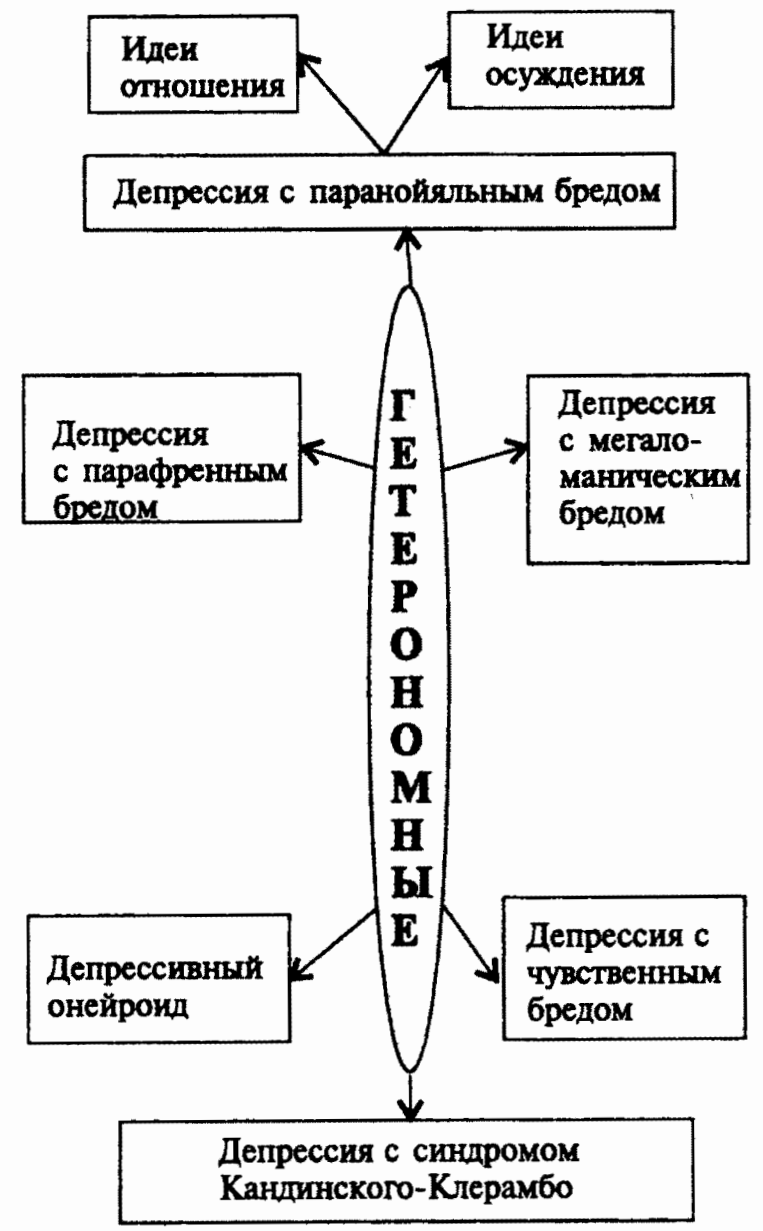 Идеи
отношения
Идеи
осуждения
Депрессия с паранойяльным бредом
Депрессия
с парафренным
бредом
ГЕТЕРОНОМНЫЕ
Депрессия
с мегало-
маническим
бредом
Депрессивный
онейроид
Депрессия с
чувственным
бредом
Депрессия с синдромом
Кандинского-Клерамбо